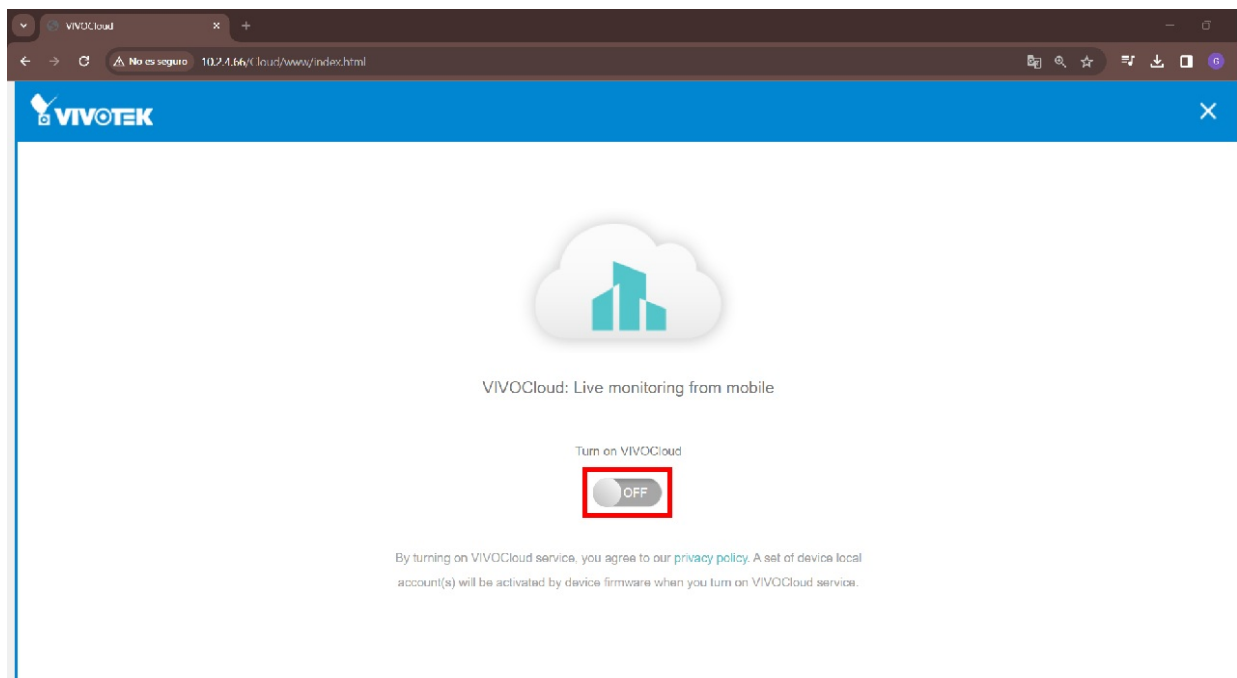 VIVOCloud
No es seguro 10.2.4.66/Cloud/www/index.html
G
VIVOTEK
VIVOCloud: Live monitoring from mobile
Turn on VIVOCloud
OFF
By turning on VIVOCloud service, you agree to our privacy policy. A set of device local
account(s) will be activated by device firmware when you turn on VIVOCloud service.